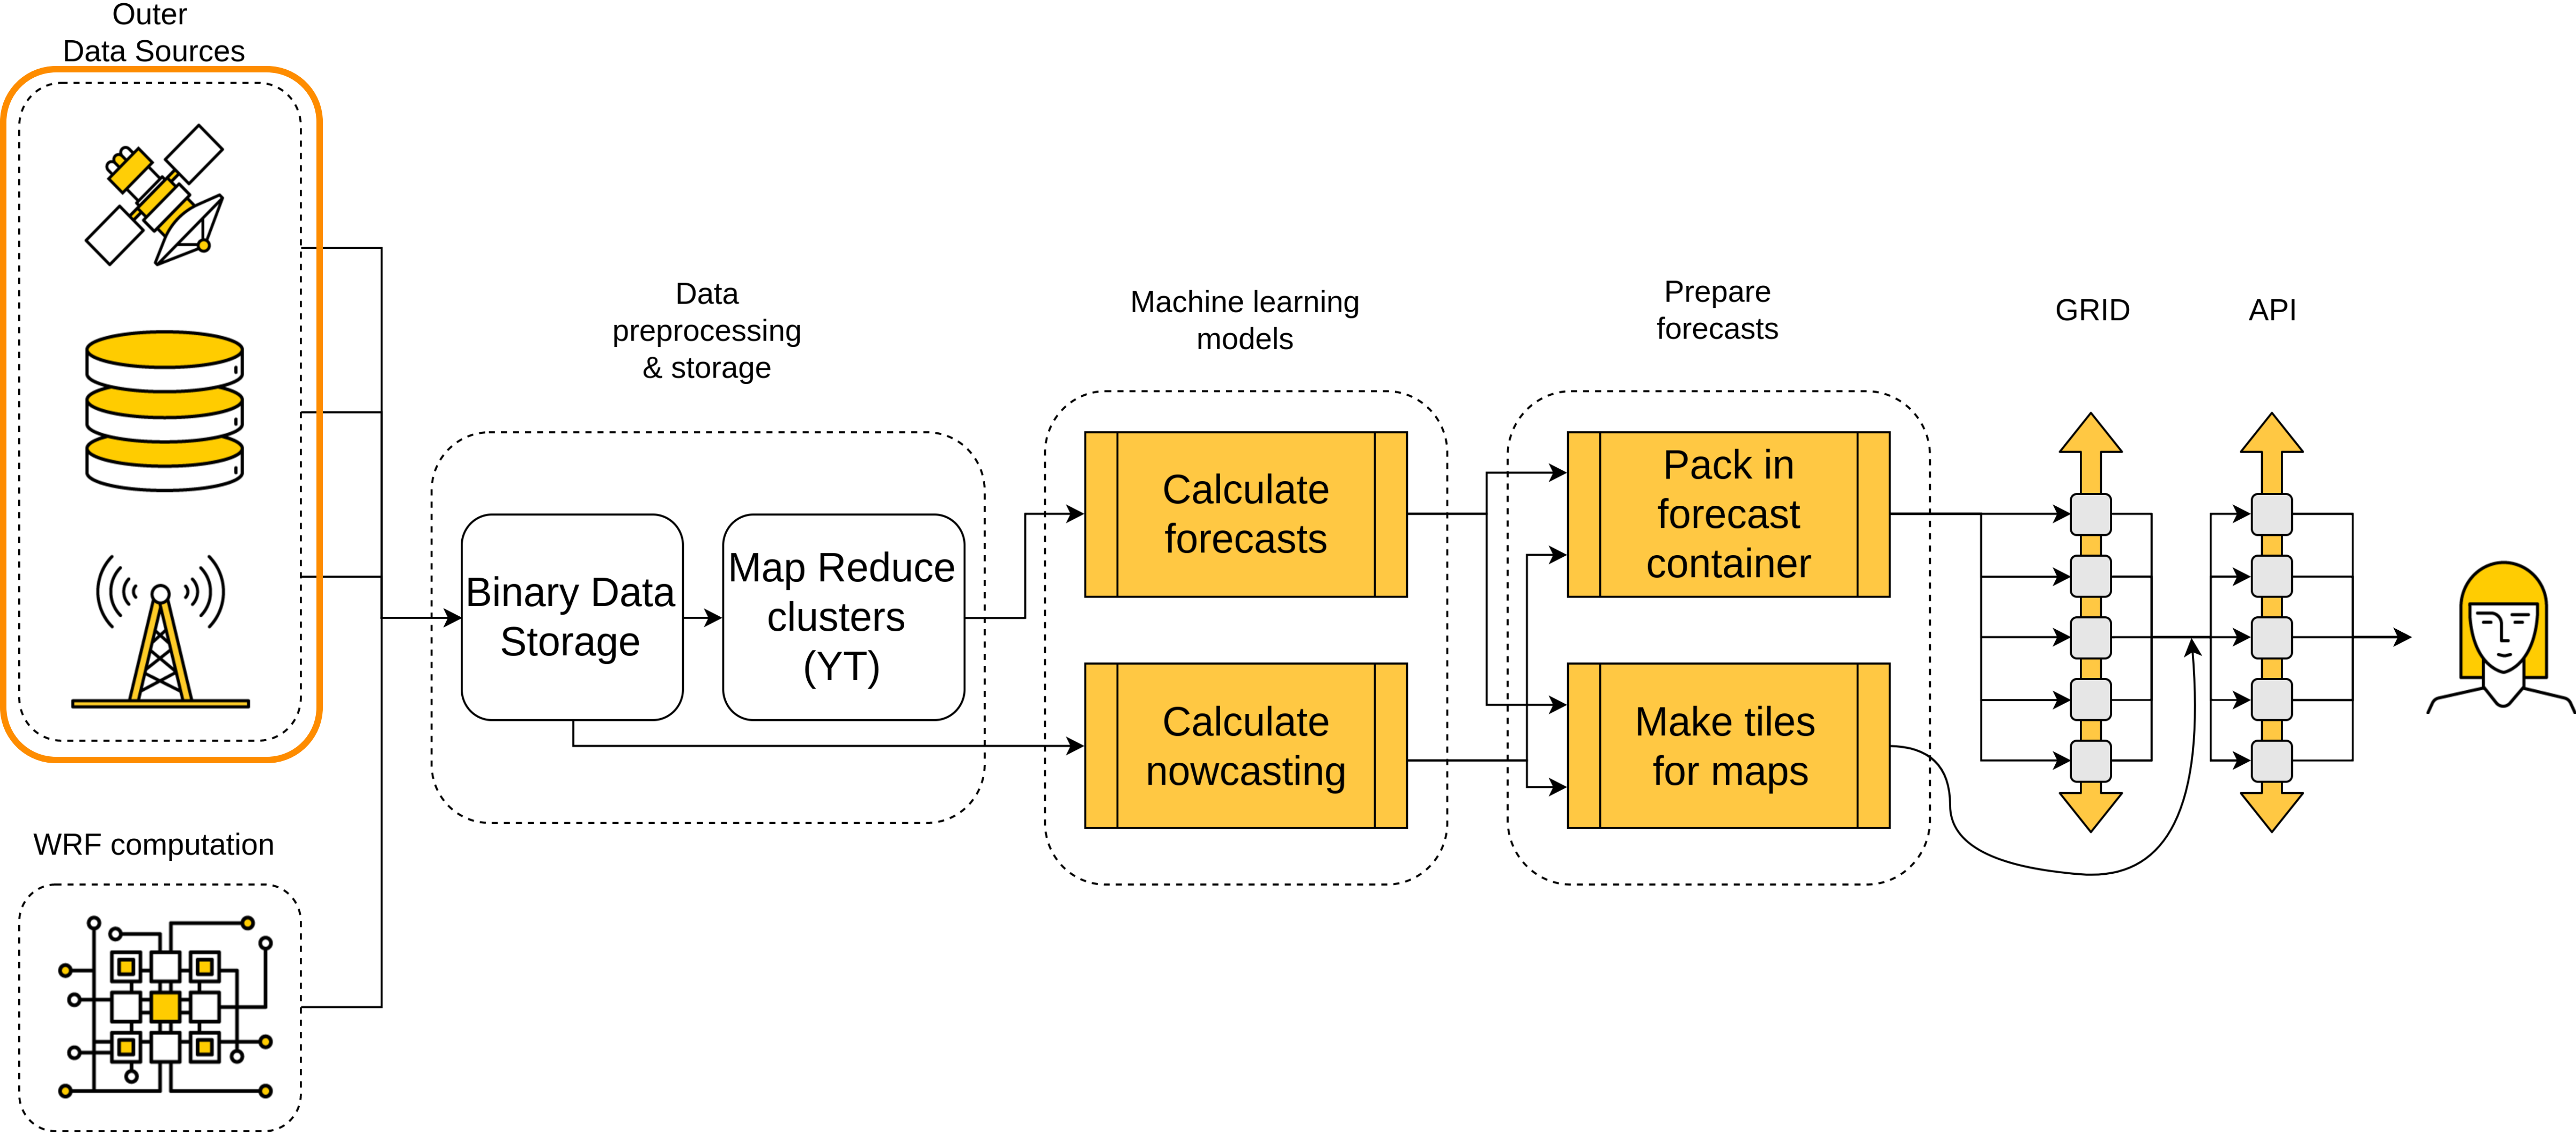 Outer
Data Sources
Data
preprocessing
& storage
Machine learning
models
Prepare
forecasts
GRID
API
Binary Data
Storage
Map Reduce
clusters
(YT)
Calculate
forecasts
Calculate
nowcasting
Pack in
forecast
container
Make tiles
for maps
WRF computation